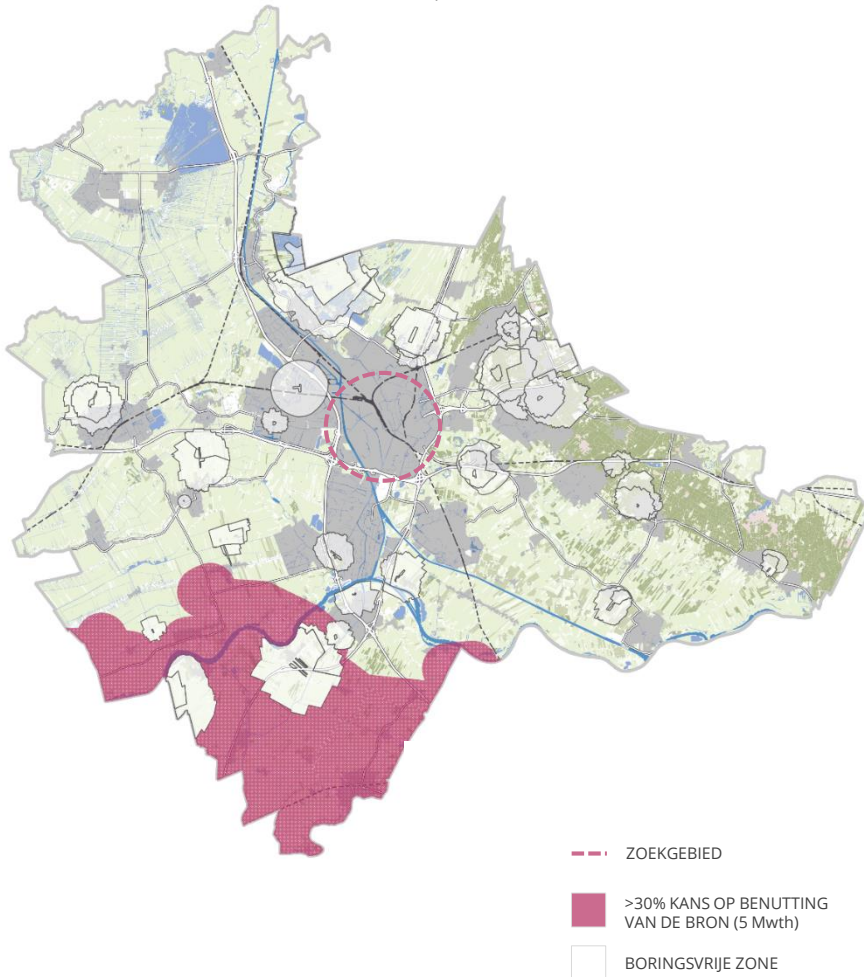 ZOEKGEBIED
>30% KANS OP BENUTTING
VAN DE BRON (5 Mwth)
BORINGSVRIJE ZONE